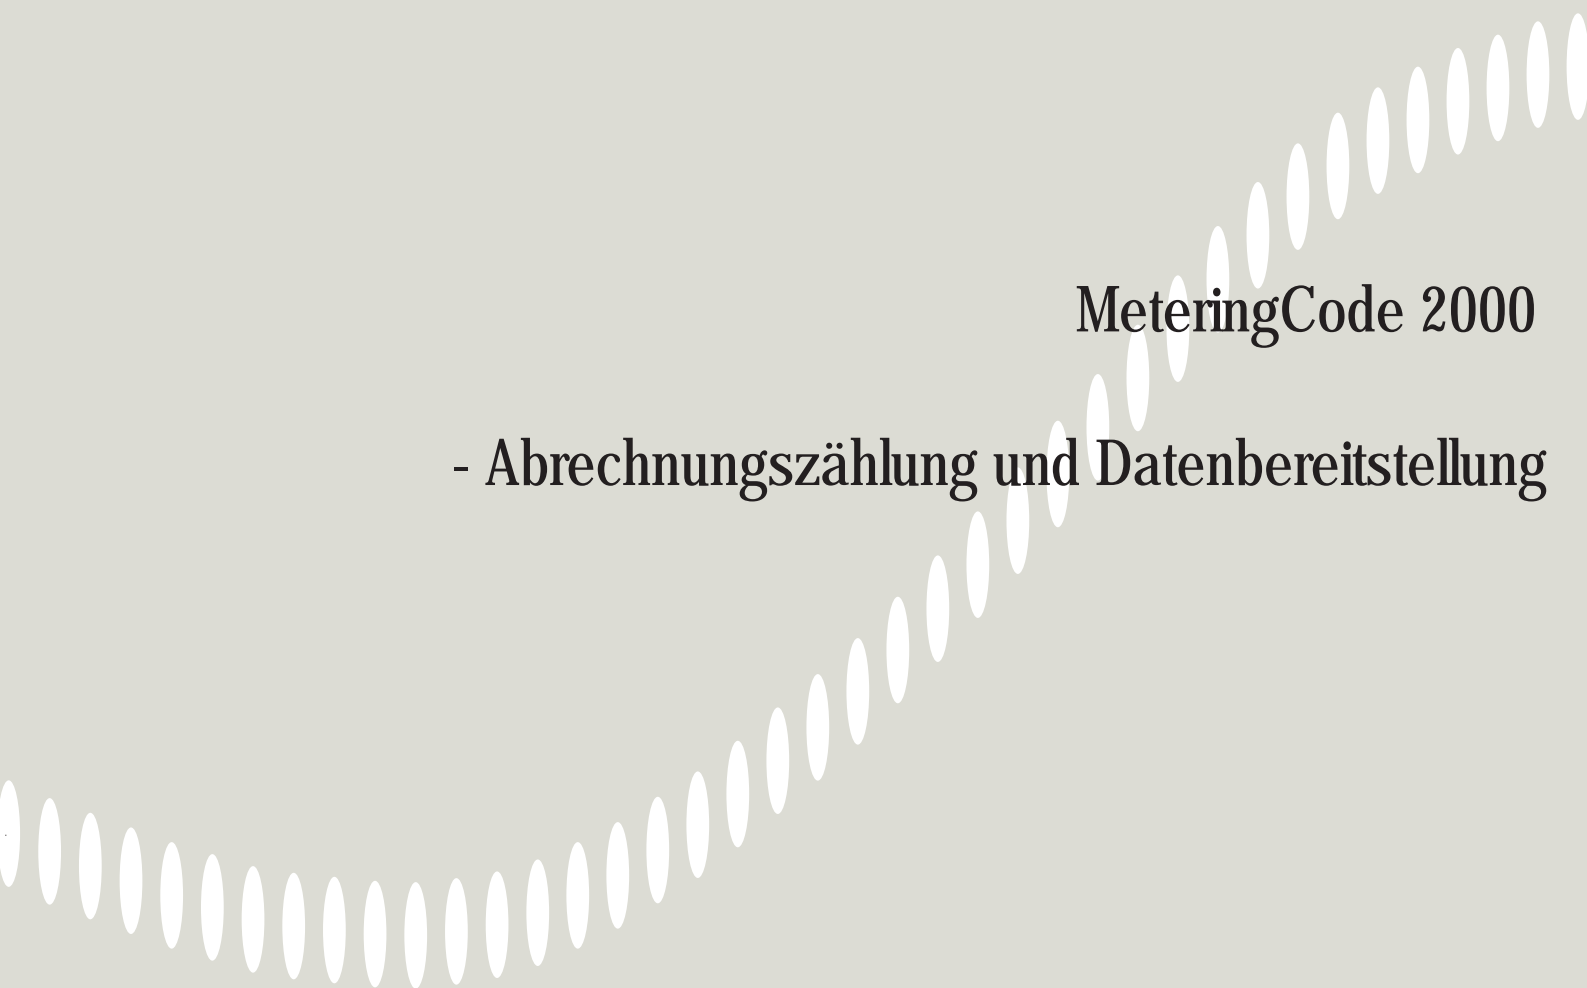 MeteringCode 2000
- Abrechnungszählung und Datenbereitstellung